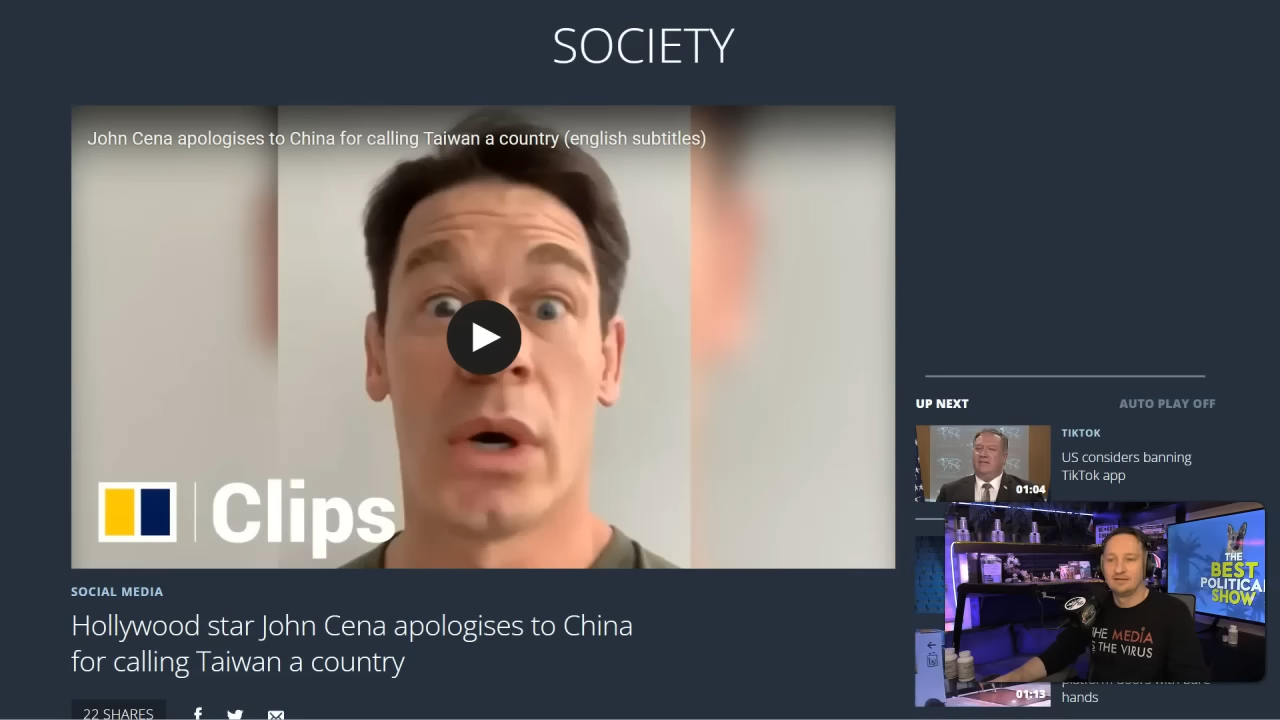 SOCIETY
John Cena apologises to China for calling Taiwan a country (english subtitles)
Clips
SOCIAL MEDIA
Hollywood star John Cena apologises to China
for calling Taiwan a country
22 SHARES
UP NEXT
AUTO PLAY OFF
TIKTOK
US considers banning
TikTok app
01:04
THE
BEST
POLITICAL
SHOW
THE MEDIA
IS THE VIRUS
01:13
hands